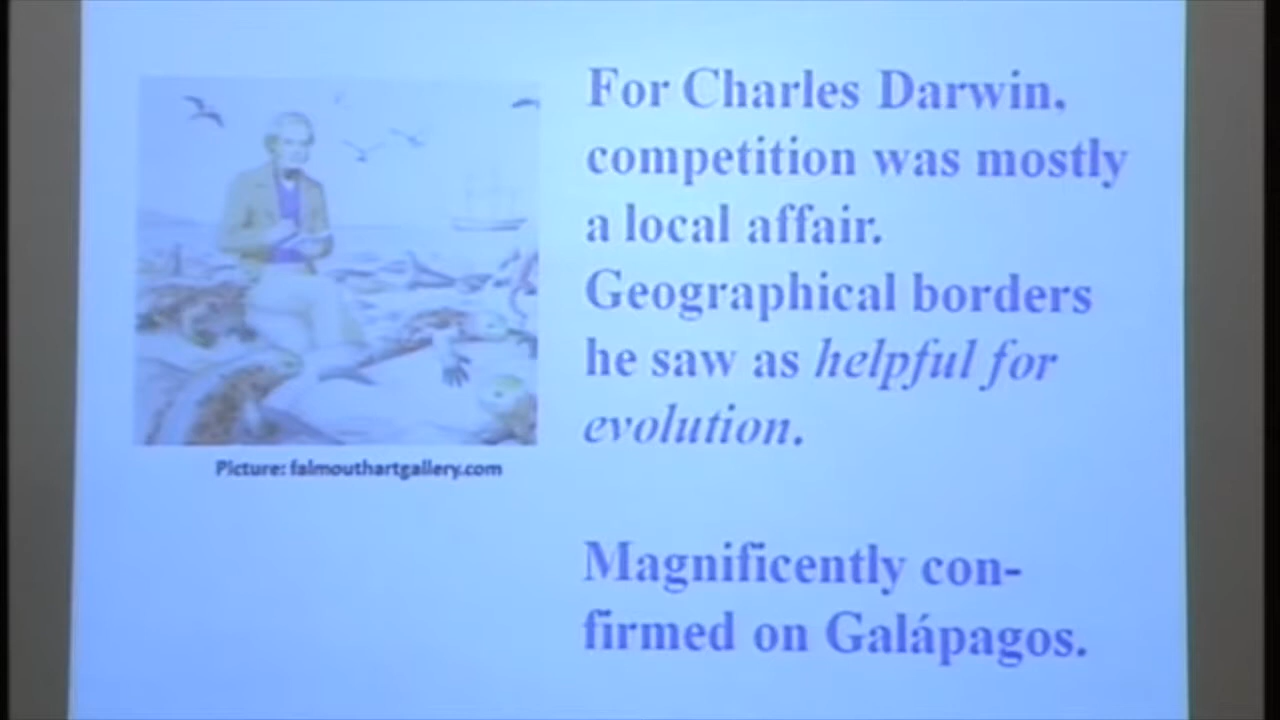 For Charles Darwin,
competition was mostly
a local affair.
Geographical borders
he saw as helpful for
evolution.
Picture: falmouthartgallery.com
Magnificently con-
firmed on Galápagos.